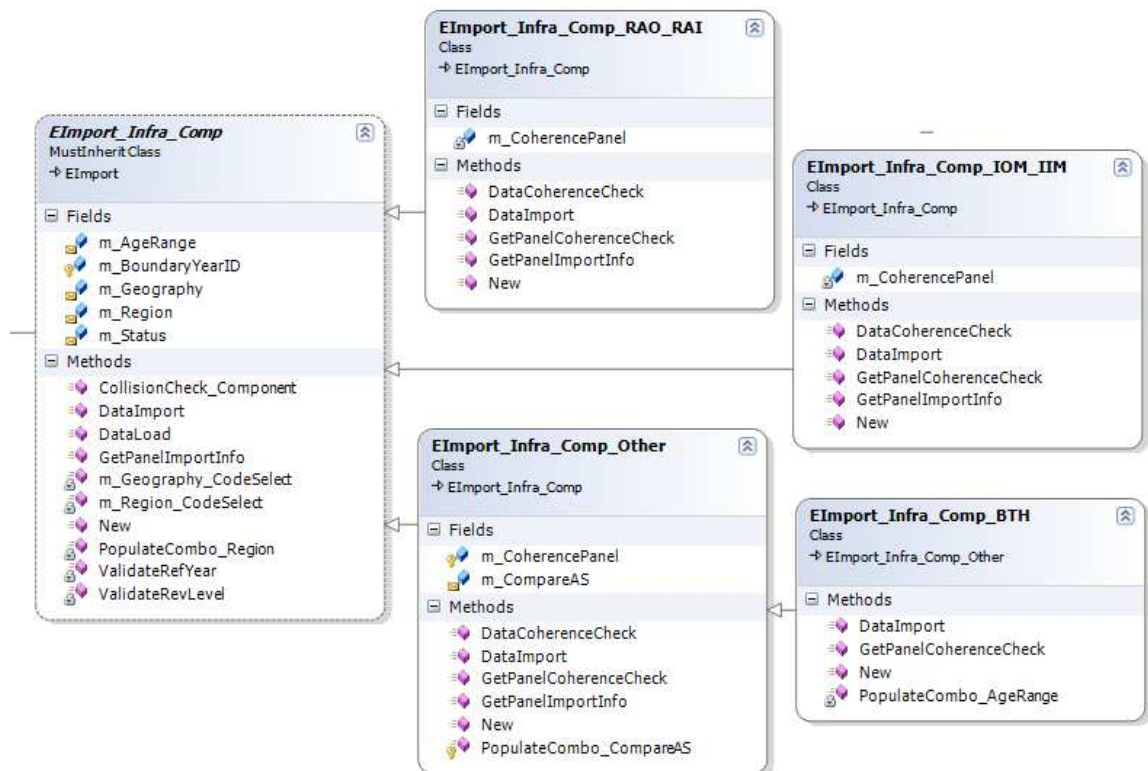 EImport_Infra_Comp
MustInherit Class
EImport
Fields
m_AgeRange
m_BoundaryYearID
m_Geography
m_Region
m_Status
Methods
CollisionCheck_Component
DataImport
DataLoad
GetPanelImportInfo
m_Geography_CodeSelect
m_Region_CodeSelect
New
PopulateCombo_Region
ValidateRefYear
ValidateRevLevel
EImport_Infra_Comp_RAO_RAI
Class
EImport_Infra_Comp
Fields
m_CoherencePanel
Methods
DataCoherenceCheck
DataImport
GetPanelCoherenceCheck
GetPanelImportInfo
New
EImport_Infra_Comp_IOM_IIM
Class
EImport_Infra_Comp
Fields
m_CoherencePanel
Methods
DataCoherenceCheck
DataImport
GetPanelCoherenceCheck
GetPanelImportInfo
New
EImport_Infra_Comp_Other
Class
EImport_Infra_Comp
Fields
m_CoherencePanel
m_CompareAS
Methods
DataCoherenceCheck
DataImport
GetPanelCoherenceCheck
GetPanelImportInfo
New
PopulateCombo_CompareAS
EImport_Infra_Comp_BTH
Class
EImport_Infra_Comp_Other
Methods
DataImport
GetPanelCoherenceCheck
New
PopulateCombo_AgeRange